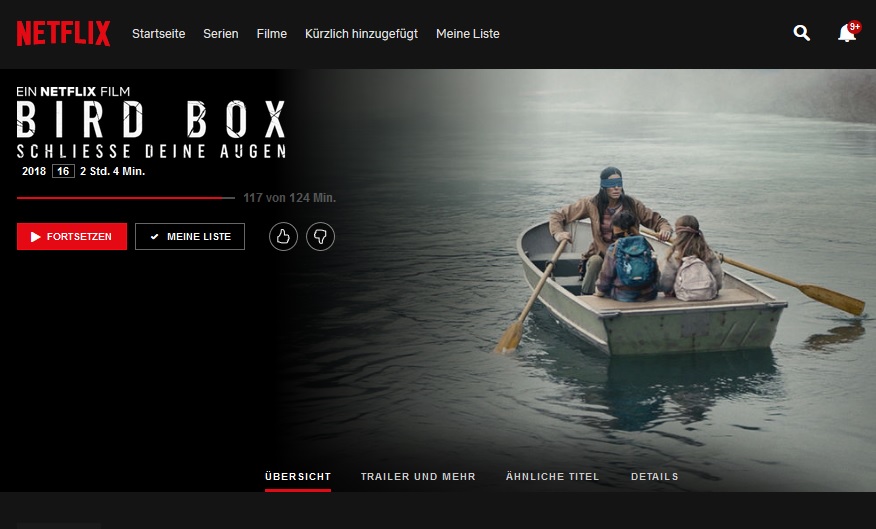 NETFLIX Startseite Serien Filme Kürzlich hinzugefügt Meine Liste 9+
EIN NETFLIX FILM
BIRD BOX
SCHLIESSE DEINE AUGEN
2018 16 2 Std. 4 Min.
117 von 124 Min.
FORTSETZEN MEINE LISTE
ÜBERSICHT TRAILER UND MEHR ÄHNLICHE TITEL DETAILS